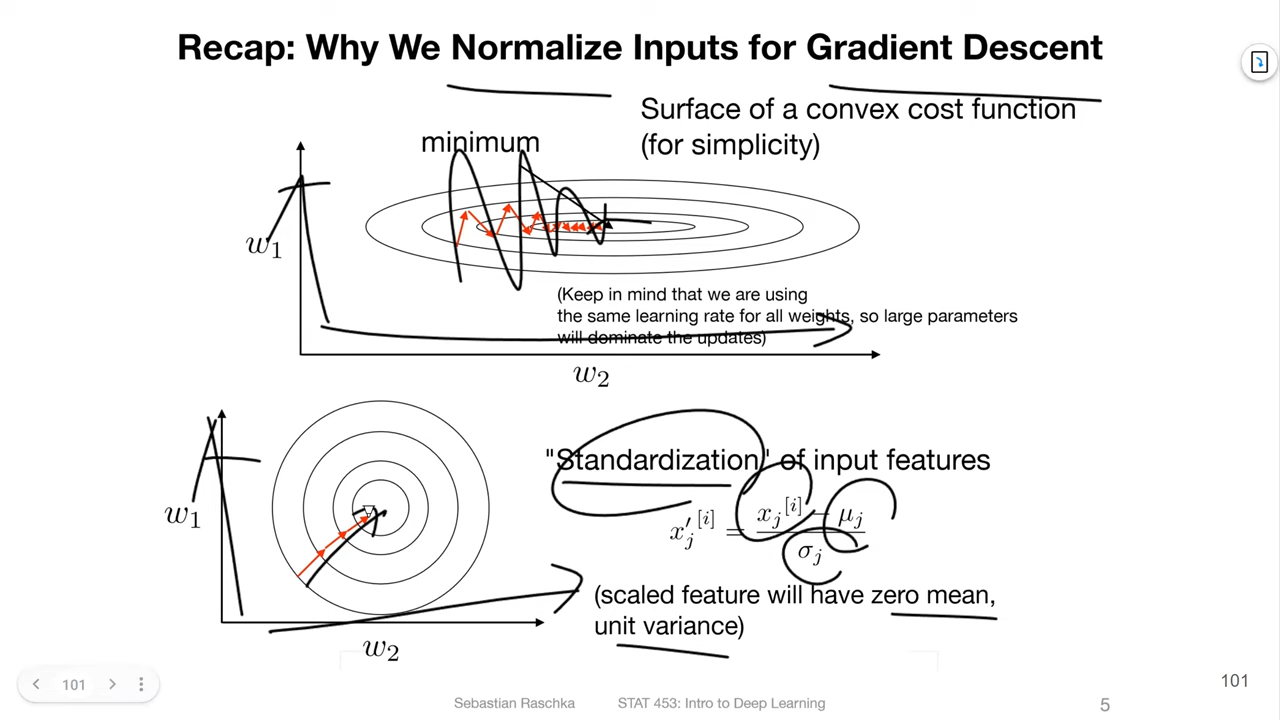 Recap: Why We Normalize Inputs for Gradient Descent
Surface of a convex cost function
(for simplicity)
minimum
w₁
(Keep in mind that we are using
the same learning rate for all weights, so large parameters
will dominate the updates)
w₂
"Standardization" of input features
x′ⱼ^[i] = (xⱼ^[i] − μⱼ) / σⱼ
w₁
(scaled feature will have zero mean,
unit variance)
w₂
101
101
Sebastian Raschka STAT 453: Intro to Deep Learning 5